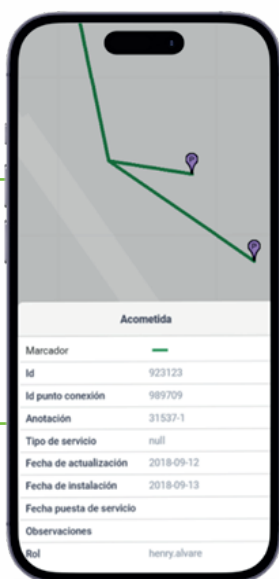 P
P
Acometida
Marcador
Id 923123
Id punto conexión 989709
Anotación 31537-1
Tipo de servicio null
Fecha de actualización 2018-09-12
Fecha de instalación 2018-09-13
Fecha puesta de servicio
Observaciones
Rol henry.alvare